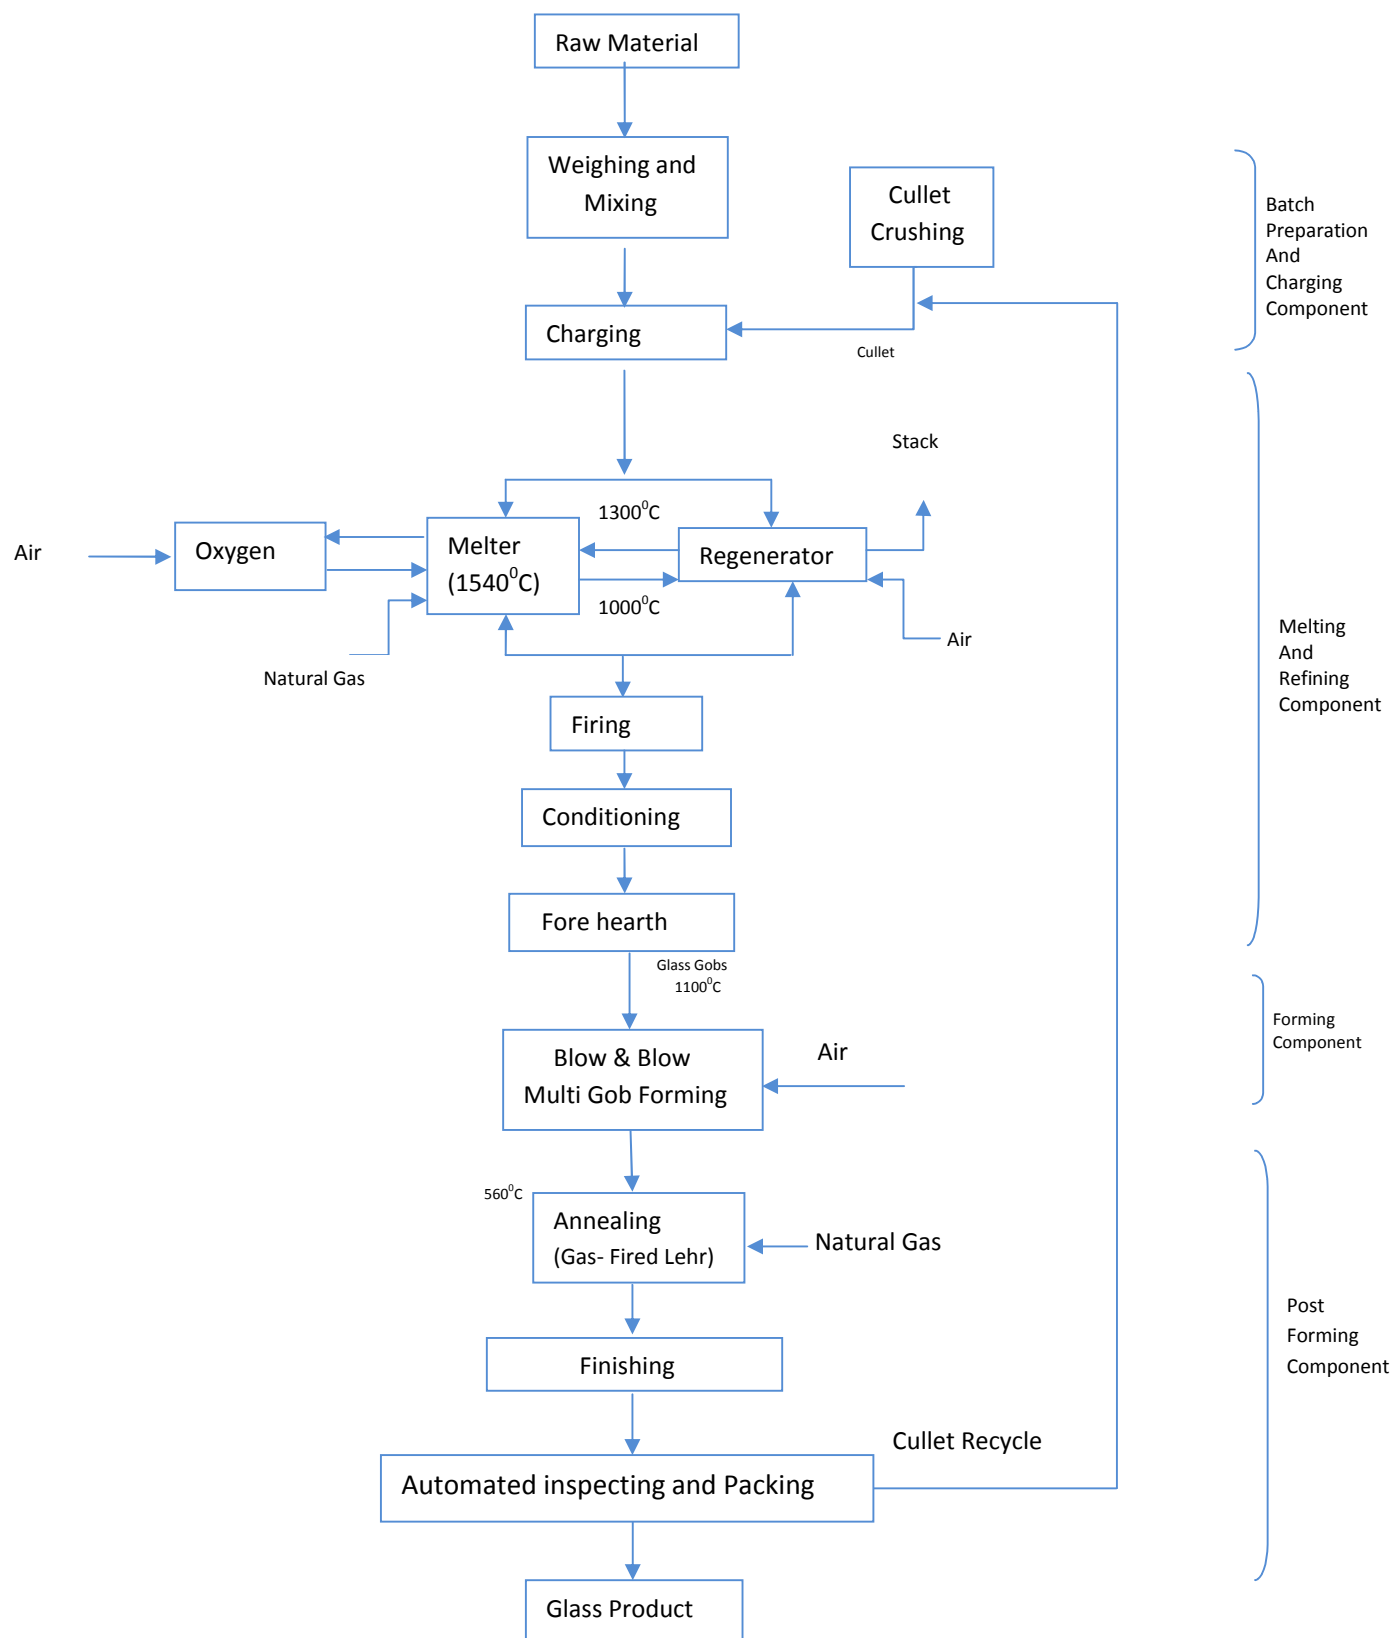 Raw Material
Weighing and
Mixing
Cullet
Crushing
Batch
Preparation
And
Charging
Component
Charging
Cullet
Stack
1300⁰C
Air
Oxygen
Melter
(1540⁰C)
Regenerator
1000⁰C
Air
Natural Gas
Melting
And
Refining
Component
Firing
Conditioning
Fore hearth
Glass Gobs
1100⁰C
Forming
Component
Blow & Blow
Multi Gob Forming
Air
560⁰C
Annealing
(Gas- Fired Lehr)
Natural Gas
Post
Forming
Component
Finishing
Cullet Recycle
Automated inspecting and Packing
Glass Product